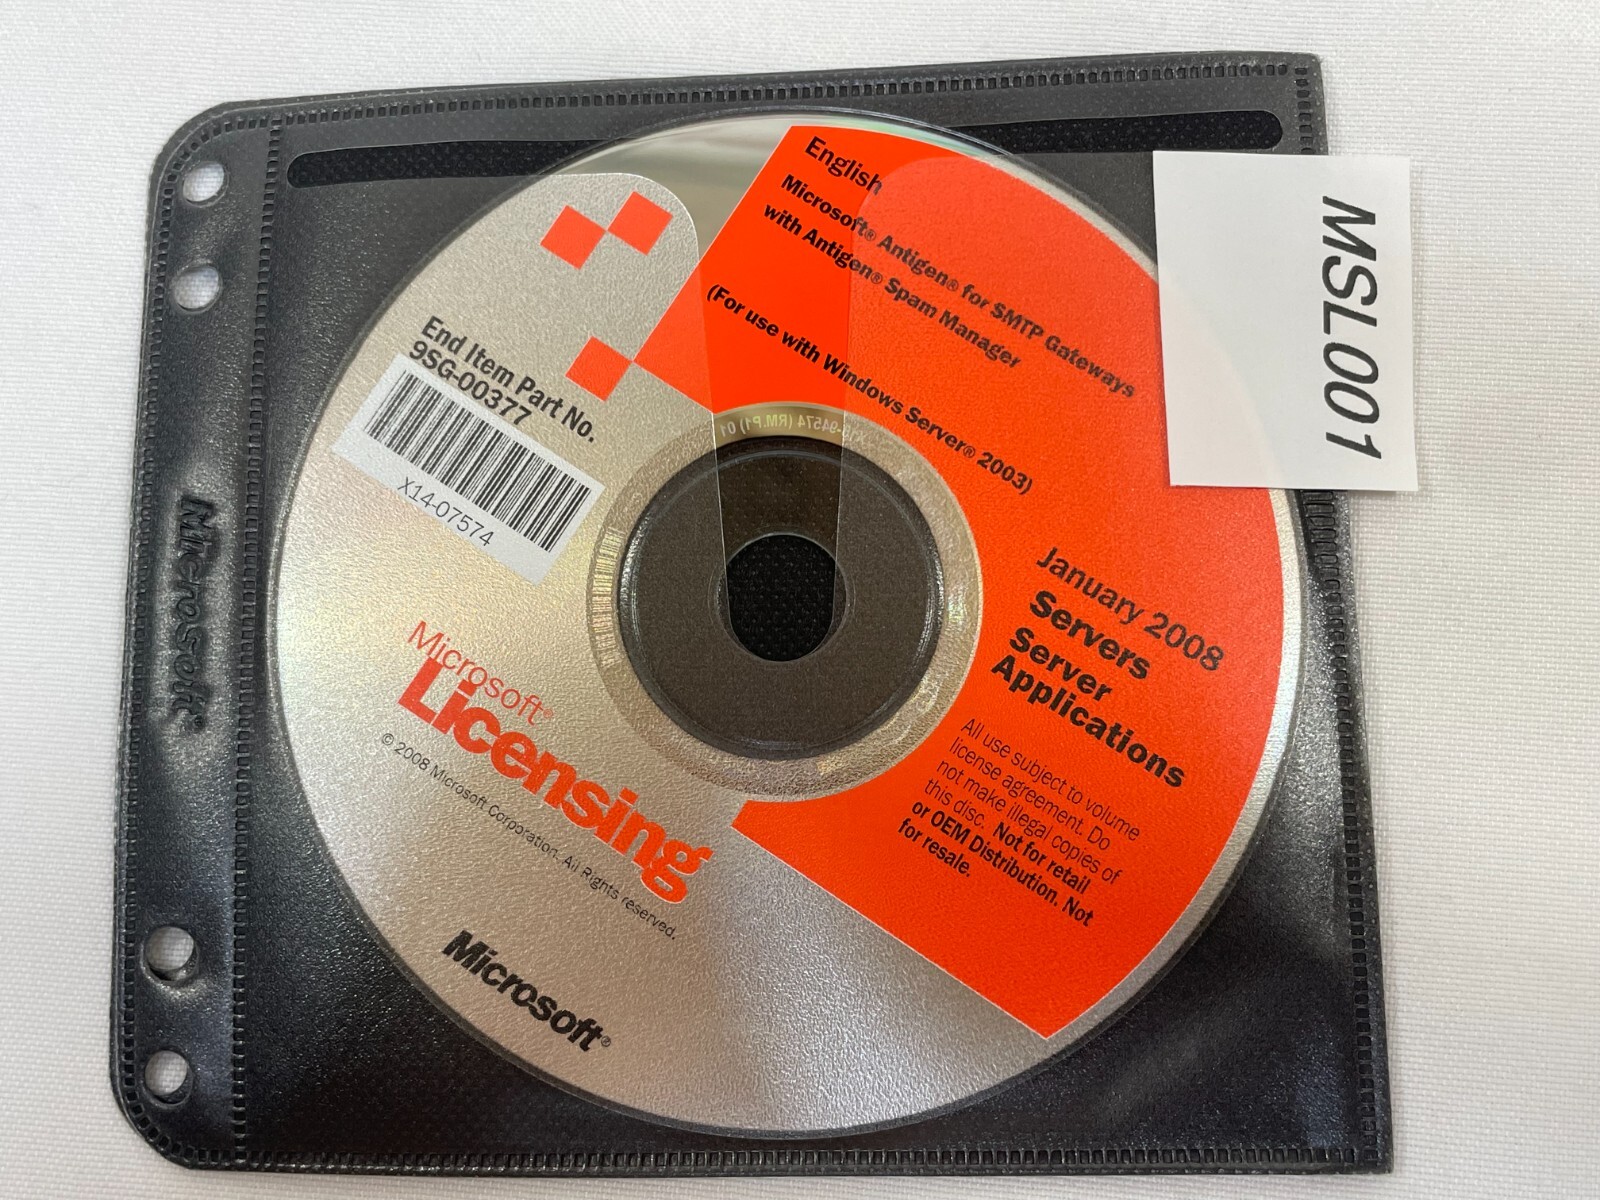 English
Microsoft® Antigen® for SMTP Gateways
with Antigen® Spam Manager
(For use with Windows Server® 2003)
MSL001
End Item Part No.
9SG-00377
X14-07574
January 2008
Servers
Server
Applications
All use subject to volume
license agreement. Do
not make illegal copies of
this disc. Not for retail
or OEM Distribution. Not
for resale.
Microsoft®
Licensing
© 2008 Microsoft Corporation. All Rights reserved.
Microsoft®
Microsoft®